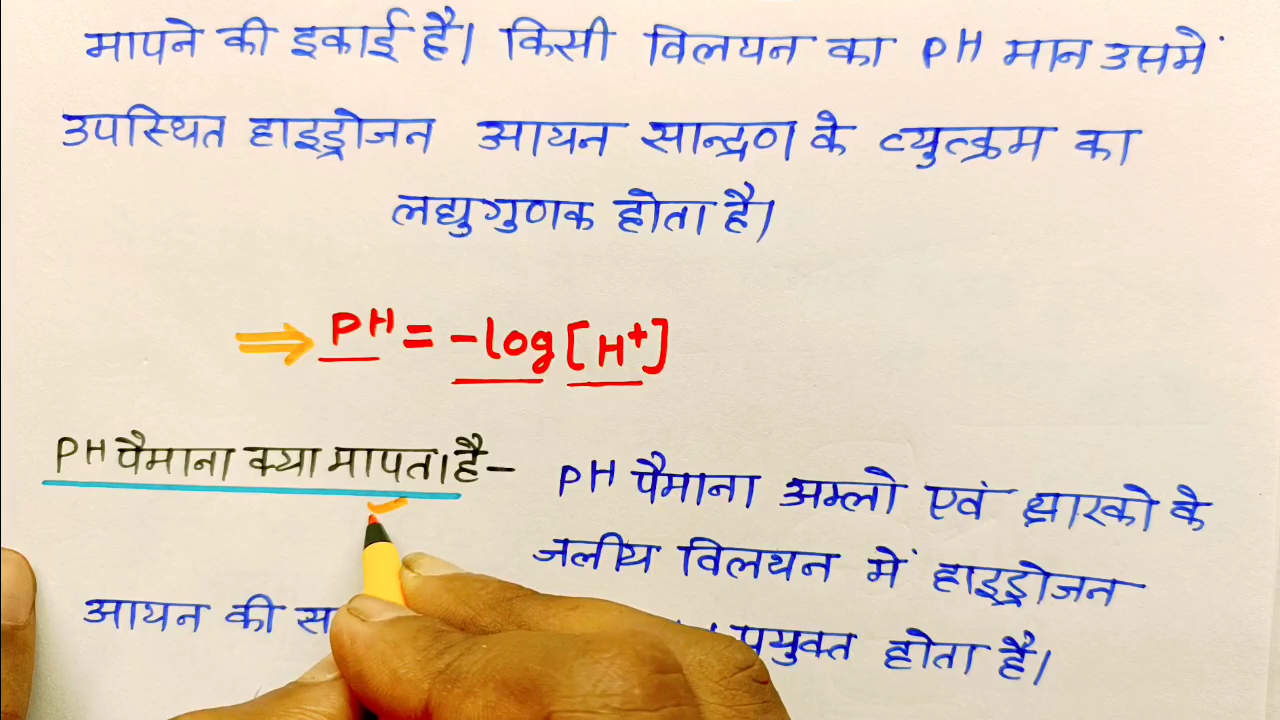 मापने की इकाई है। किसी विलयन का PH मान उसमें
उपस्थित हाइड्रोजन आयन सान्द्रण के व्युत्क्रम का
लघुगुणक होता है।
⇒ PH = -log [H⁺]
PH पैमाना क्या मापता है-
PH पैमाना अम्लो एवं क्षारको के
जलीय विलयन में हाइड्रोजन
आयन की प्रयुक्त होता है।